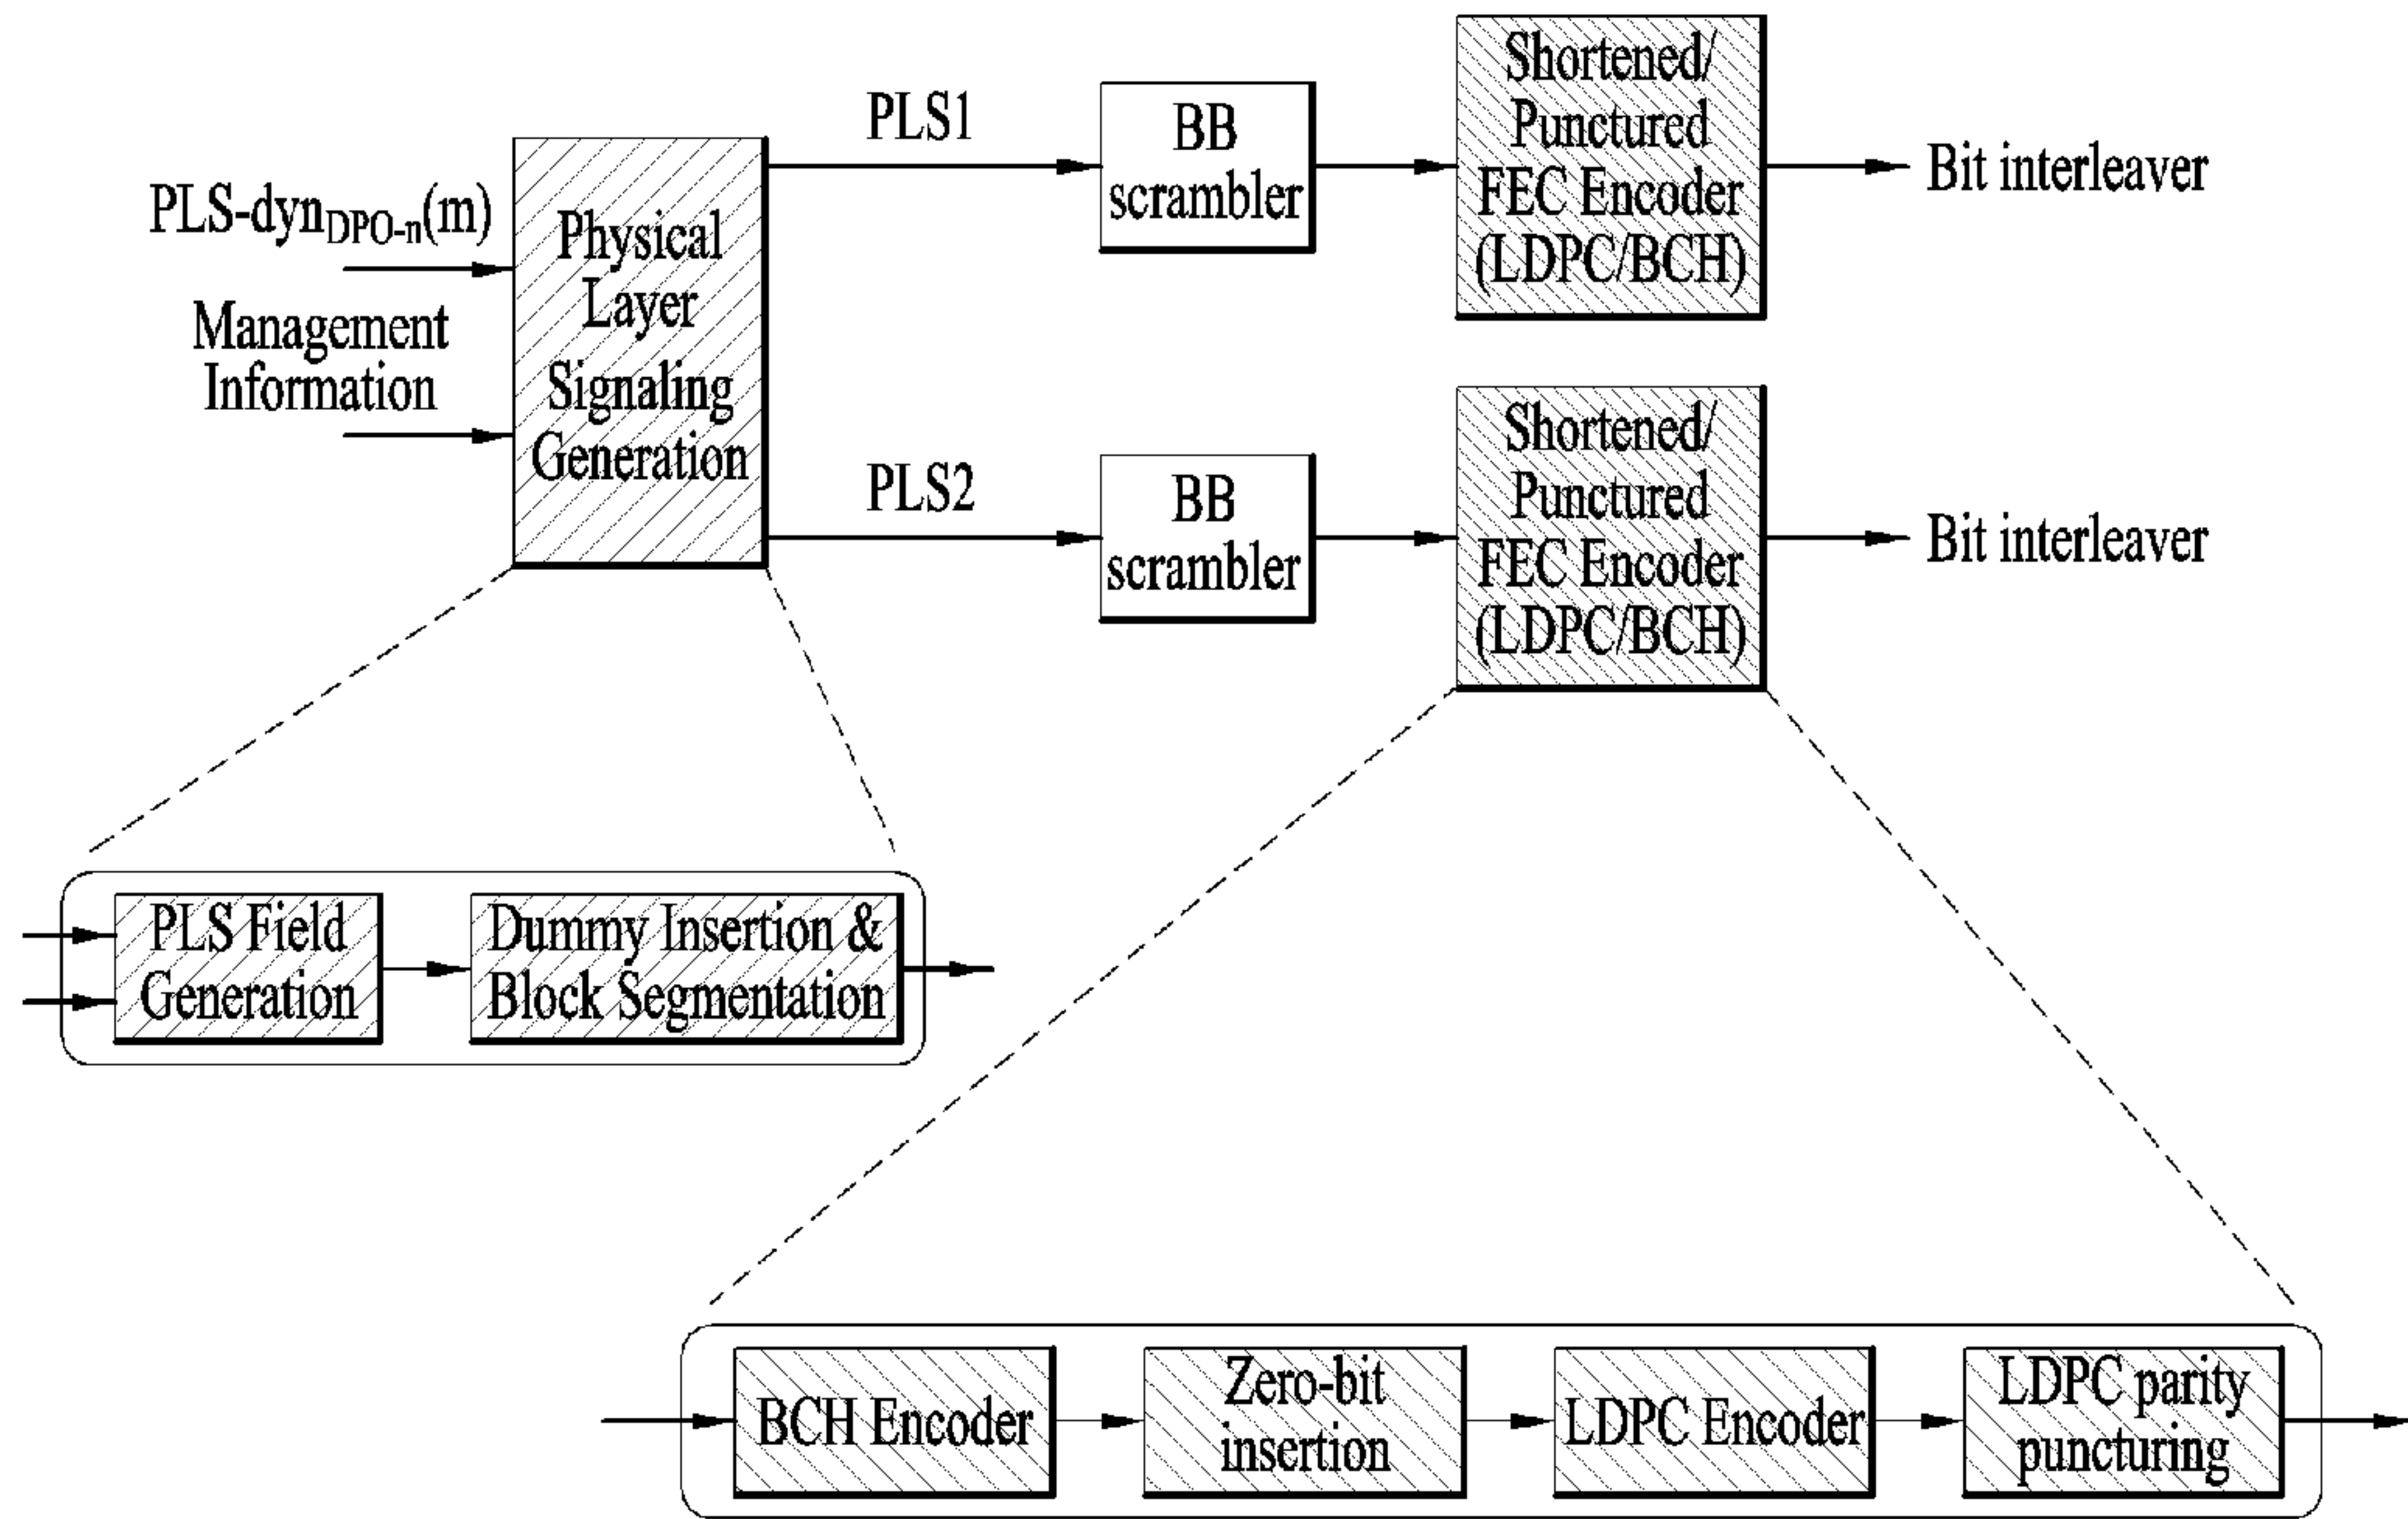 PLS-dynDPO-n(m)
Management
Information
Physical
Layer
Signaling
Generation
PLS1
BB
scrambler
Shortened/
Punctured
FEC Encoder
(LDPC/BCH)
Bit interleaver
PLS2
BB
scrambler
Shortened/
Punctured
FEC Encoder
(LDPC/BCH)
Bit interleaver
PLS Field
Generation
Dummy Insertion &
Block Segmentation
BCH Encoder
Zero-bit
insertion
LDPC Encoder
LDPC parity
puncturing